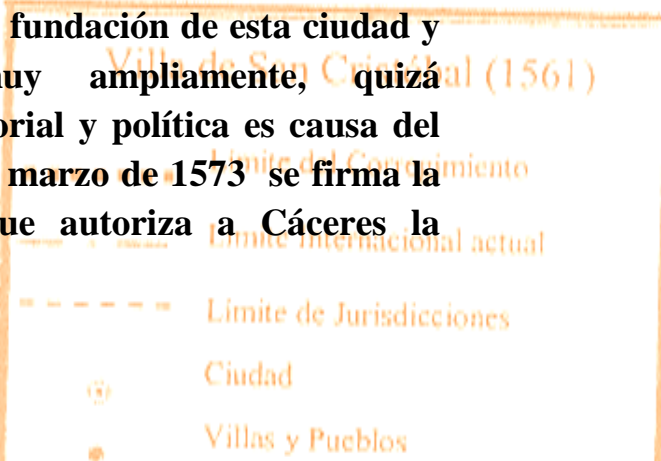 fundación de esta ciudad y
uy ampliamente, quizá
orial y política es causa del
marzo de 1573 se firma la
ue autoriza a Cáceres la
Villa de San Cristóbal (1561)
Límite del Corregimiento
Límite Internacional actual
Límite de Jurisdicciones
Ciudad
Villas y Pueblos